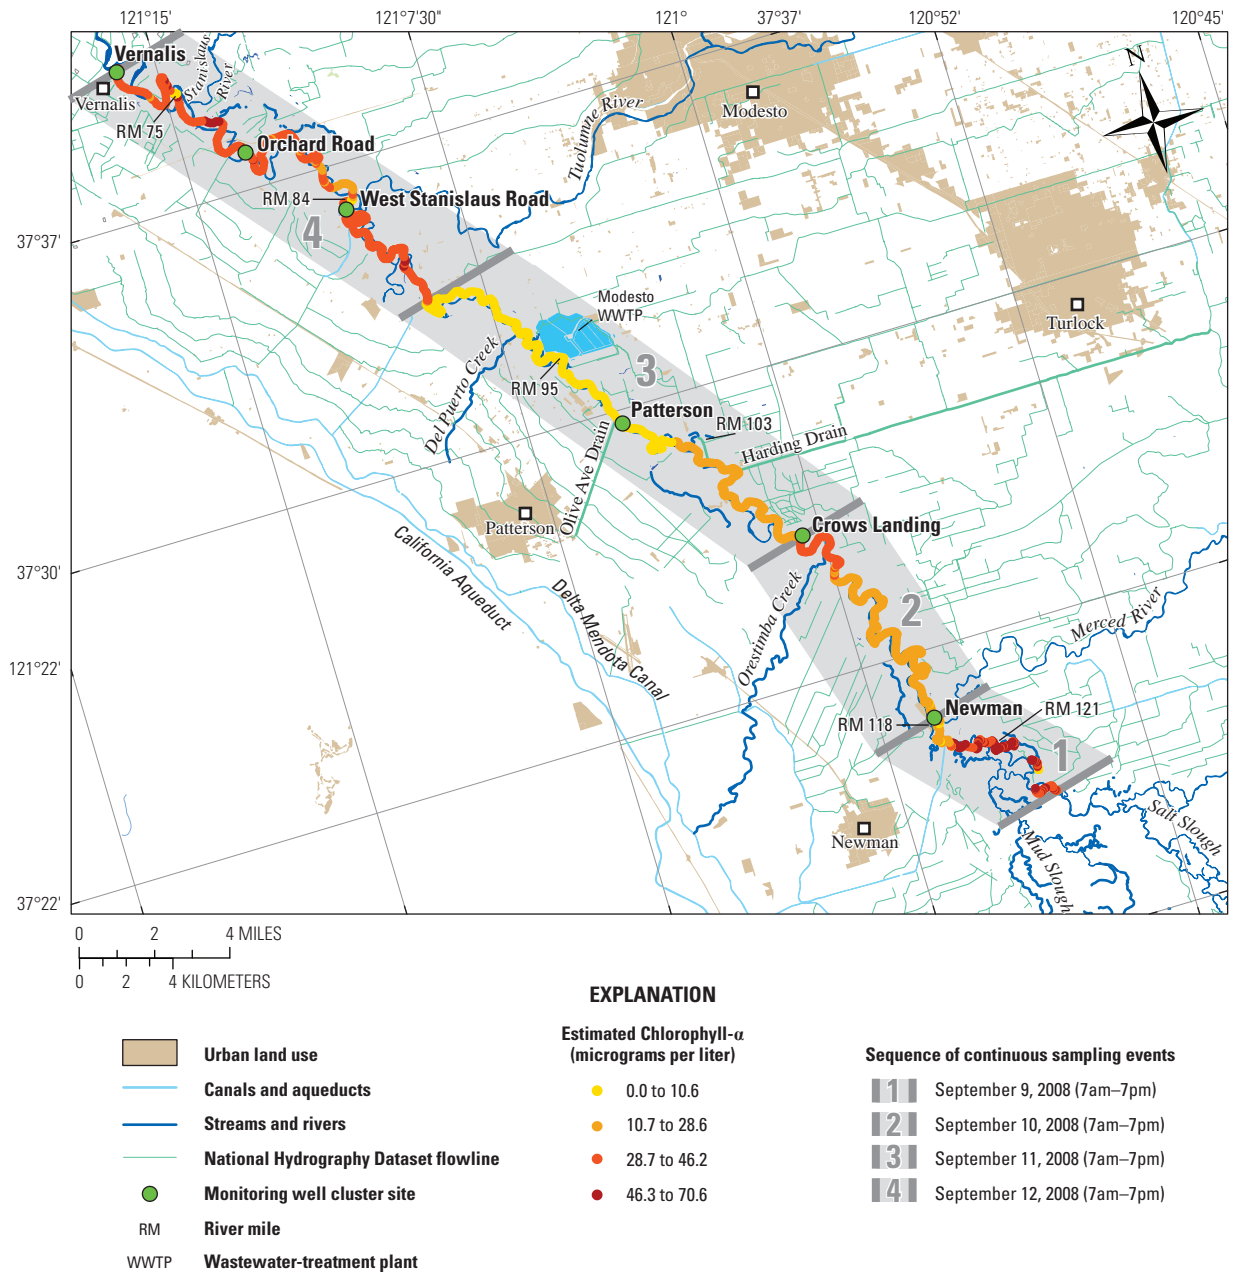 121°15'
121°7'30"
121°
37°37'
120°52'
120°45'
Vernalis
Vernalis
Stanislaus
River
RM 75
Orchard Road
RM 84
West Stanislaus Road
4
Tuolumne River
Modesto
N
37°37'
Turlock
Modesto
WWTP
3
RM 95
Del Puerto Creek
Patterson
RM 103
Harding Drain
Olive Ave Drain
Patterson
Crows Landing
California Aqueduct
Delta Mendota Canal
37°30'
Orestimba Creek
2
Merced River
121°22'
Newman
RM 118
RM 121
1
Newman
Salt Slough
Mud Slough
37°22'
0 2 4 MILES
0 2 4 KILOMETERS
EXPLANATION
Urban land use
Canals and aqueducts
Streams and rivers
National Hydrography Dataset flowline
Monitoring well cluster site
RM River mile
WWTP Wastewater-treatment plant
Estimated Chlorophyll-α
(micrograms per liter)
0.0 to 10.6
10.7 to 28.6
28.7 to 46.2
46.3 to 70.6
Sequence of continuous sampling events
1 September 9, 2008 (7am–7pm)
2 September 10, 2008 (7am–7pm)
3 September 11, 2008 (7am–7pm)
4 September 12, 2008 (7am–7pm)